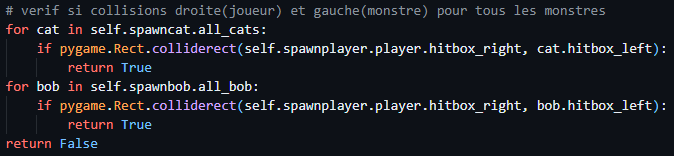 # verif si collisions droite(joueur) et gauche(monstre) pour tous les monstres
for cat in self.spawncat.all_cats:
    if pygame.Rect.colliderect(self.spawnplayer.player.hitbox_right, cat.hitbox_left):
        return True
for bob in self.spawnbob.all_bob:
    if pygame.Rect.colliderect(self.spawnplayer.player.hitbox_right, bob.hitbox_left):
        return True
return False